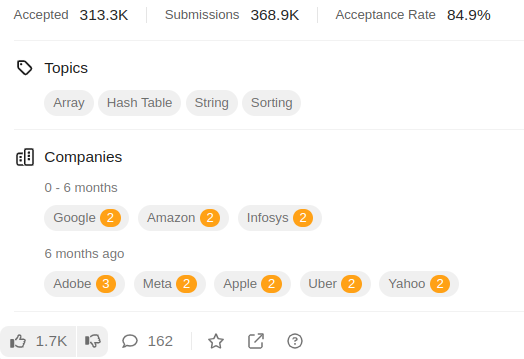 Accepted 313.3K Submissions 368.9K Acceptance Rate 84.9%
Topics
Array Hash Table String Sorting
Companies
0 - 6 months
Google 2 Amazon 2 Infosys 2
6 months ago
Adobe 3 Meta 2 Apple 2 Uber 2 Yahoo 2
1.7K 162